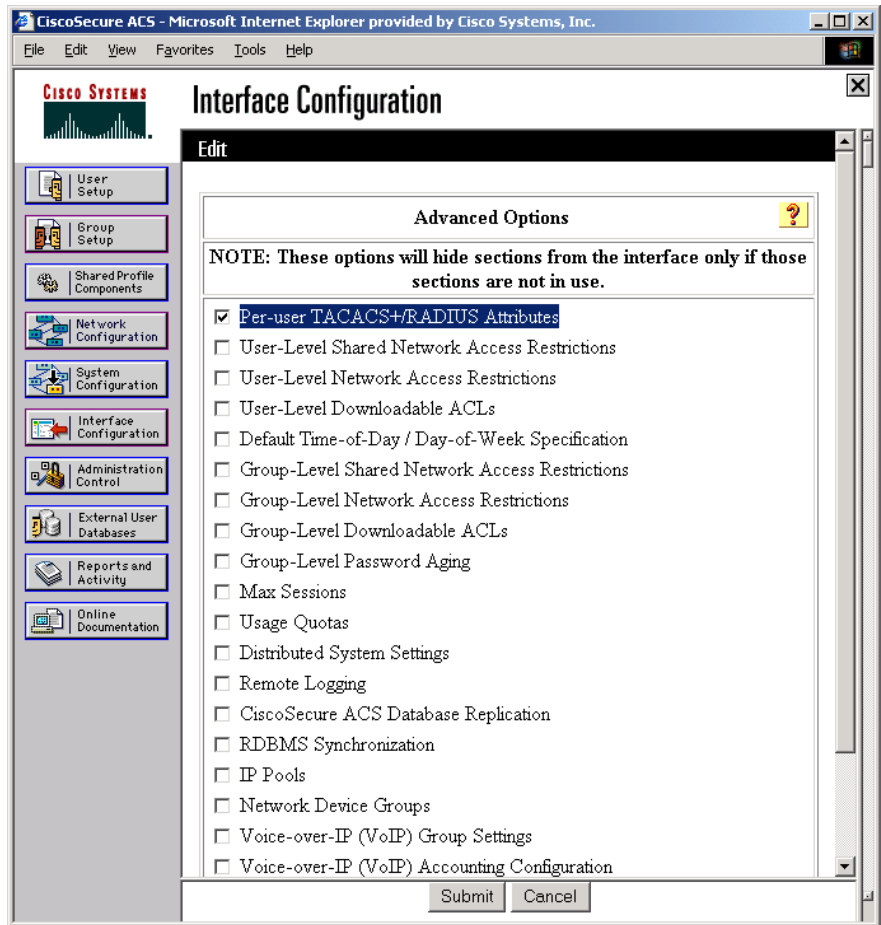 CiscoSecure ACS - Microsoft Internet Explorer provided by Cisco Systems, Inc.
File Edit View Favorites Tools Help
CISCO SYSTEMS
Interface Configuration
Edit
User
Setup
Group
Setup
Shared Profile
Components
Network
Configuration
System
Configuration
Interface
Configuration
Administration
Control
External User
Databases
Reports and
Activity
Online
Documentation
Advanced Options
?
NOTE: These options will hide sections from the interface only if those
sections are not in use.
Per-user TACACS+/RADIUS Attributes
User-Level Shared Network Access Restrictions
User-Level Network Access Restrictions
User-Level Downloadable ACLs
Default Time-of-Day / Day-of-Week Specification
Group-Level Shared Network Access Restrictions
Group-Level Network Access Restrictions
Group-Level Downloadable ACLs
Group-Level Password Aging
Max Sessions
Usage Quotas
Distributed System Settings
Remote Logging
CiscoSecure ACS Database Replication
RDBMS Synchronization
IP Pools
Network Device Groups
Voice-over-IP (VoIP) Group Settings
Voice-over-IP (VoIP) Accounting Configuration
Submit Cancel